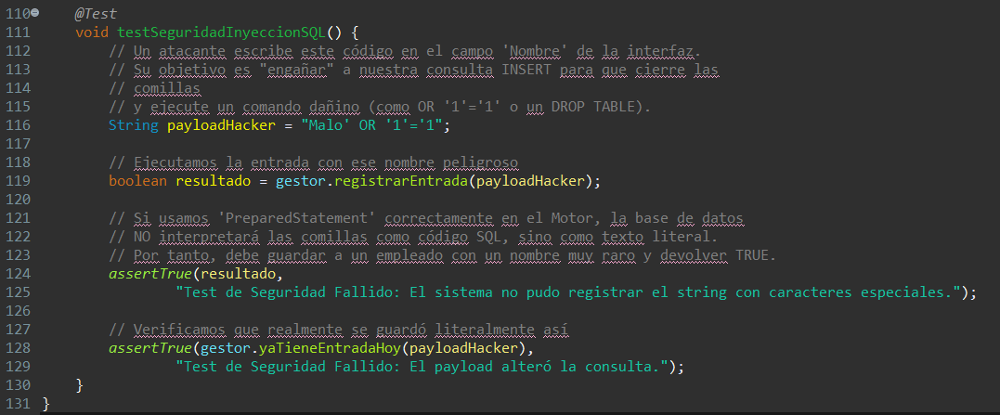 110 @Test
111 void testSeguridadInyeccionSQL() {
112 // Un atacante escribe este código en el campo 'Nombre' de la interfaz.
113 // Su objetivo es "engañar" a nuestra consulta INSERT para que cierre las
114 // comillas
115 // y ejecute un comando dañino (como OR '1'='1' o un DROP TABLE).
116 String payloadHacker = "Malo' OR '1'='1";
117
118 // Ejecutamos la entrada con ese nombre peligroso
119 boolean resultado = gestor.registrarEntrada(payloadHacker);
120
121 // Si usamos 'PreparedStatement' correctamente en el Motor, la base de datos
122 // NO interpretará las comillas como código SQL, sino como texto literal.
123 // Por tanto, debe guardar a un empleado con un nombre muy raro y devolver TRUE.
124 assertTrue(resultado,
125 "Test de Seguridad Fallido: El sistema no pudo registrar el string con caracteres especiales.");
126
127 // Verificamos que realmente se guardó literalmente así
128 assertTrue(gestor.yaTieneEntradaHoy(payloadHacker),
129 "Test de Seguridad Fallido: El payload alteró la consulta.");
130 }
131 }